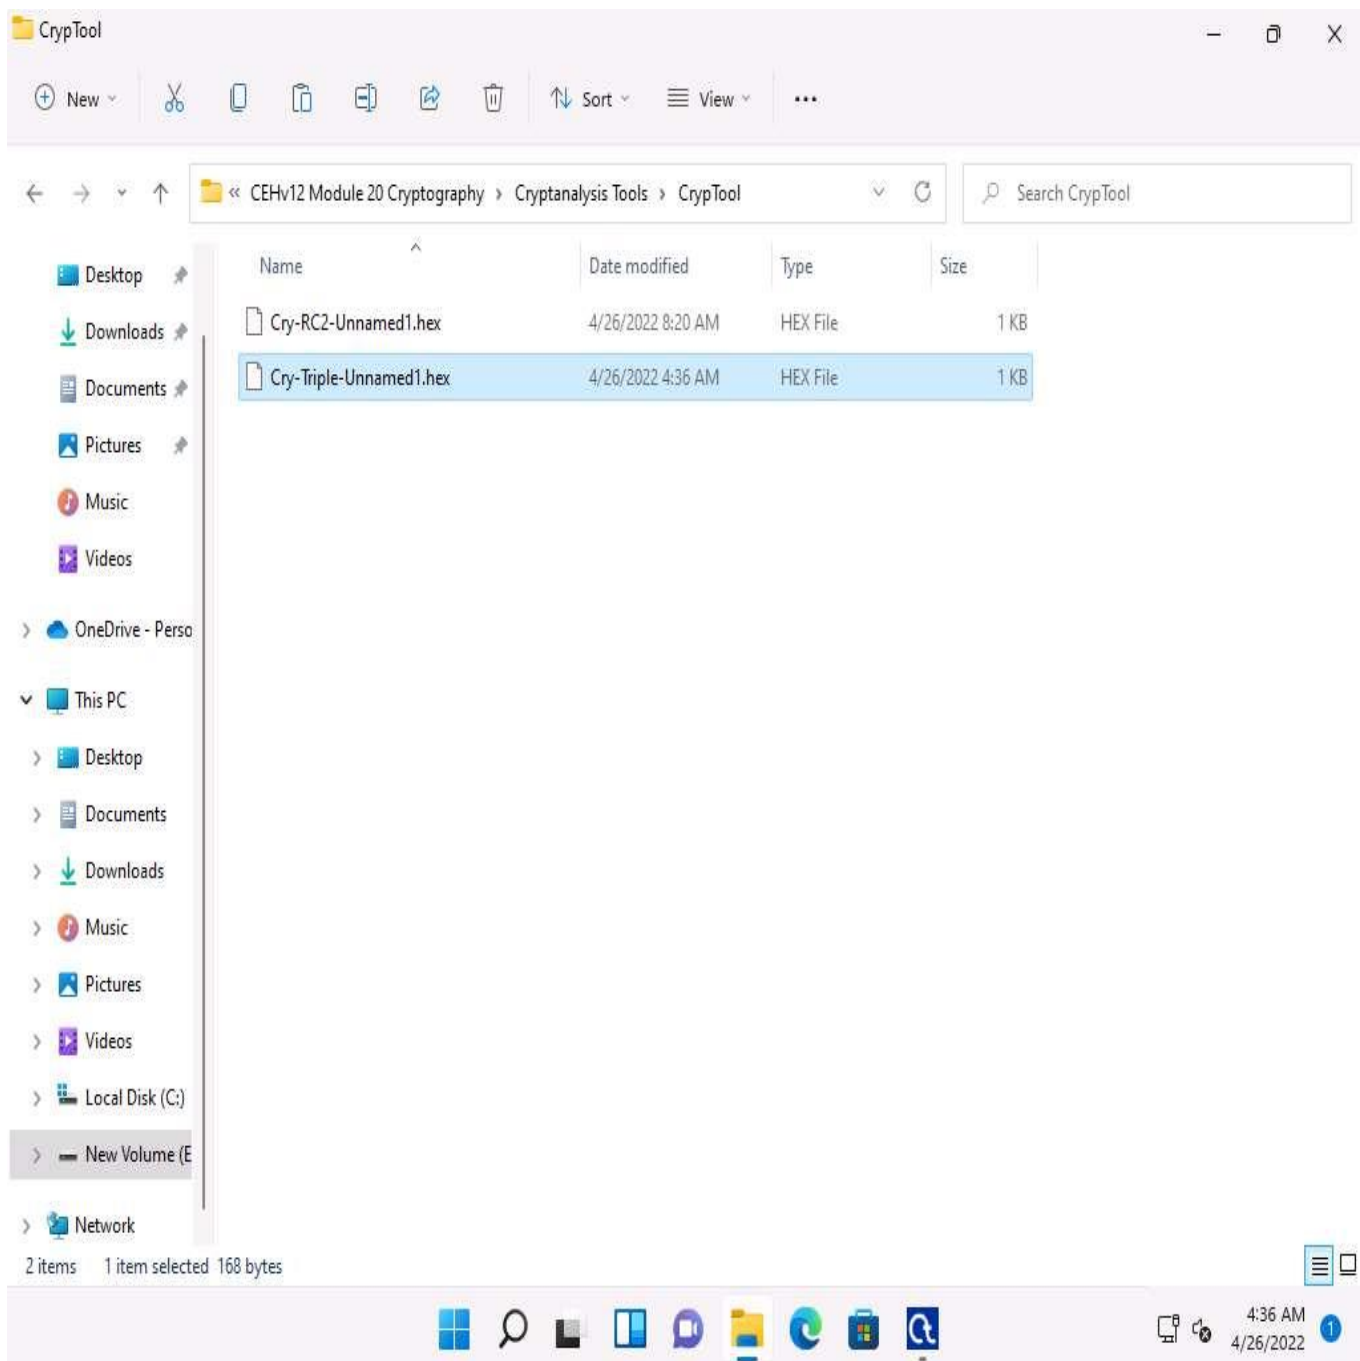 CrypTool
New
Sort
View
« CEHv12 Module 20 Cryptography › Cryptanalysis Tools › CrypTool
Search CrypTool
Name Date modified Type Size
Cry-RC2-Unnamed1.hex 4/26/2022 8:20 AM HEX File 1 KB
Cry-Triple-Unnamed1.hex 4/26/2022 4:36 AM HEX File 1 KB
Desktop
Downloads
Documents
Pictures
Music
Videos
OneDrive - Perso
This PC
Desktop
Documents
Downloads
Music
Pictures
Videos
Local Disk (C:)
New Volume (E
Network
2 items 1 item selected 168 bytes
4:36 AM
4/26/2022
1